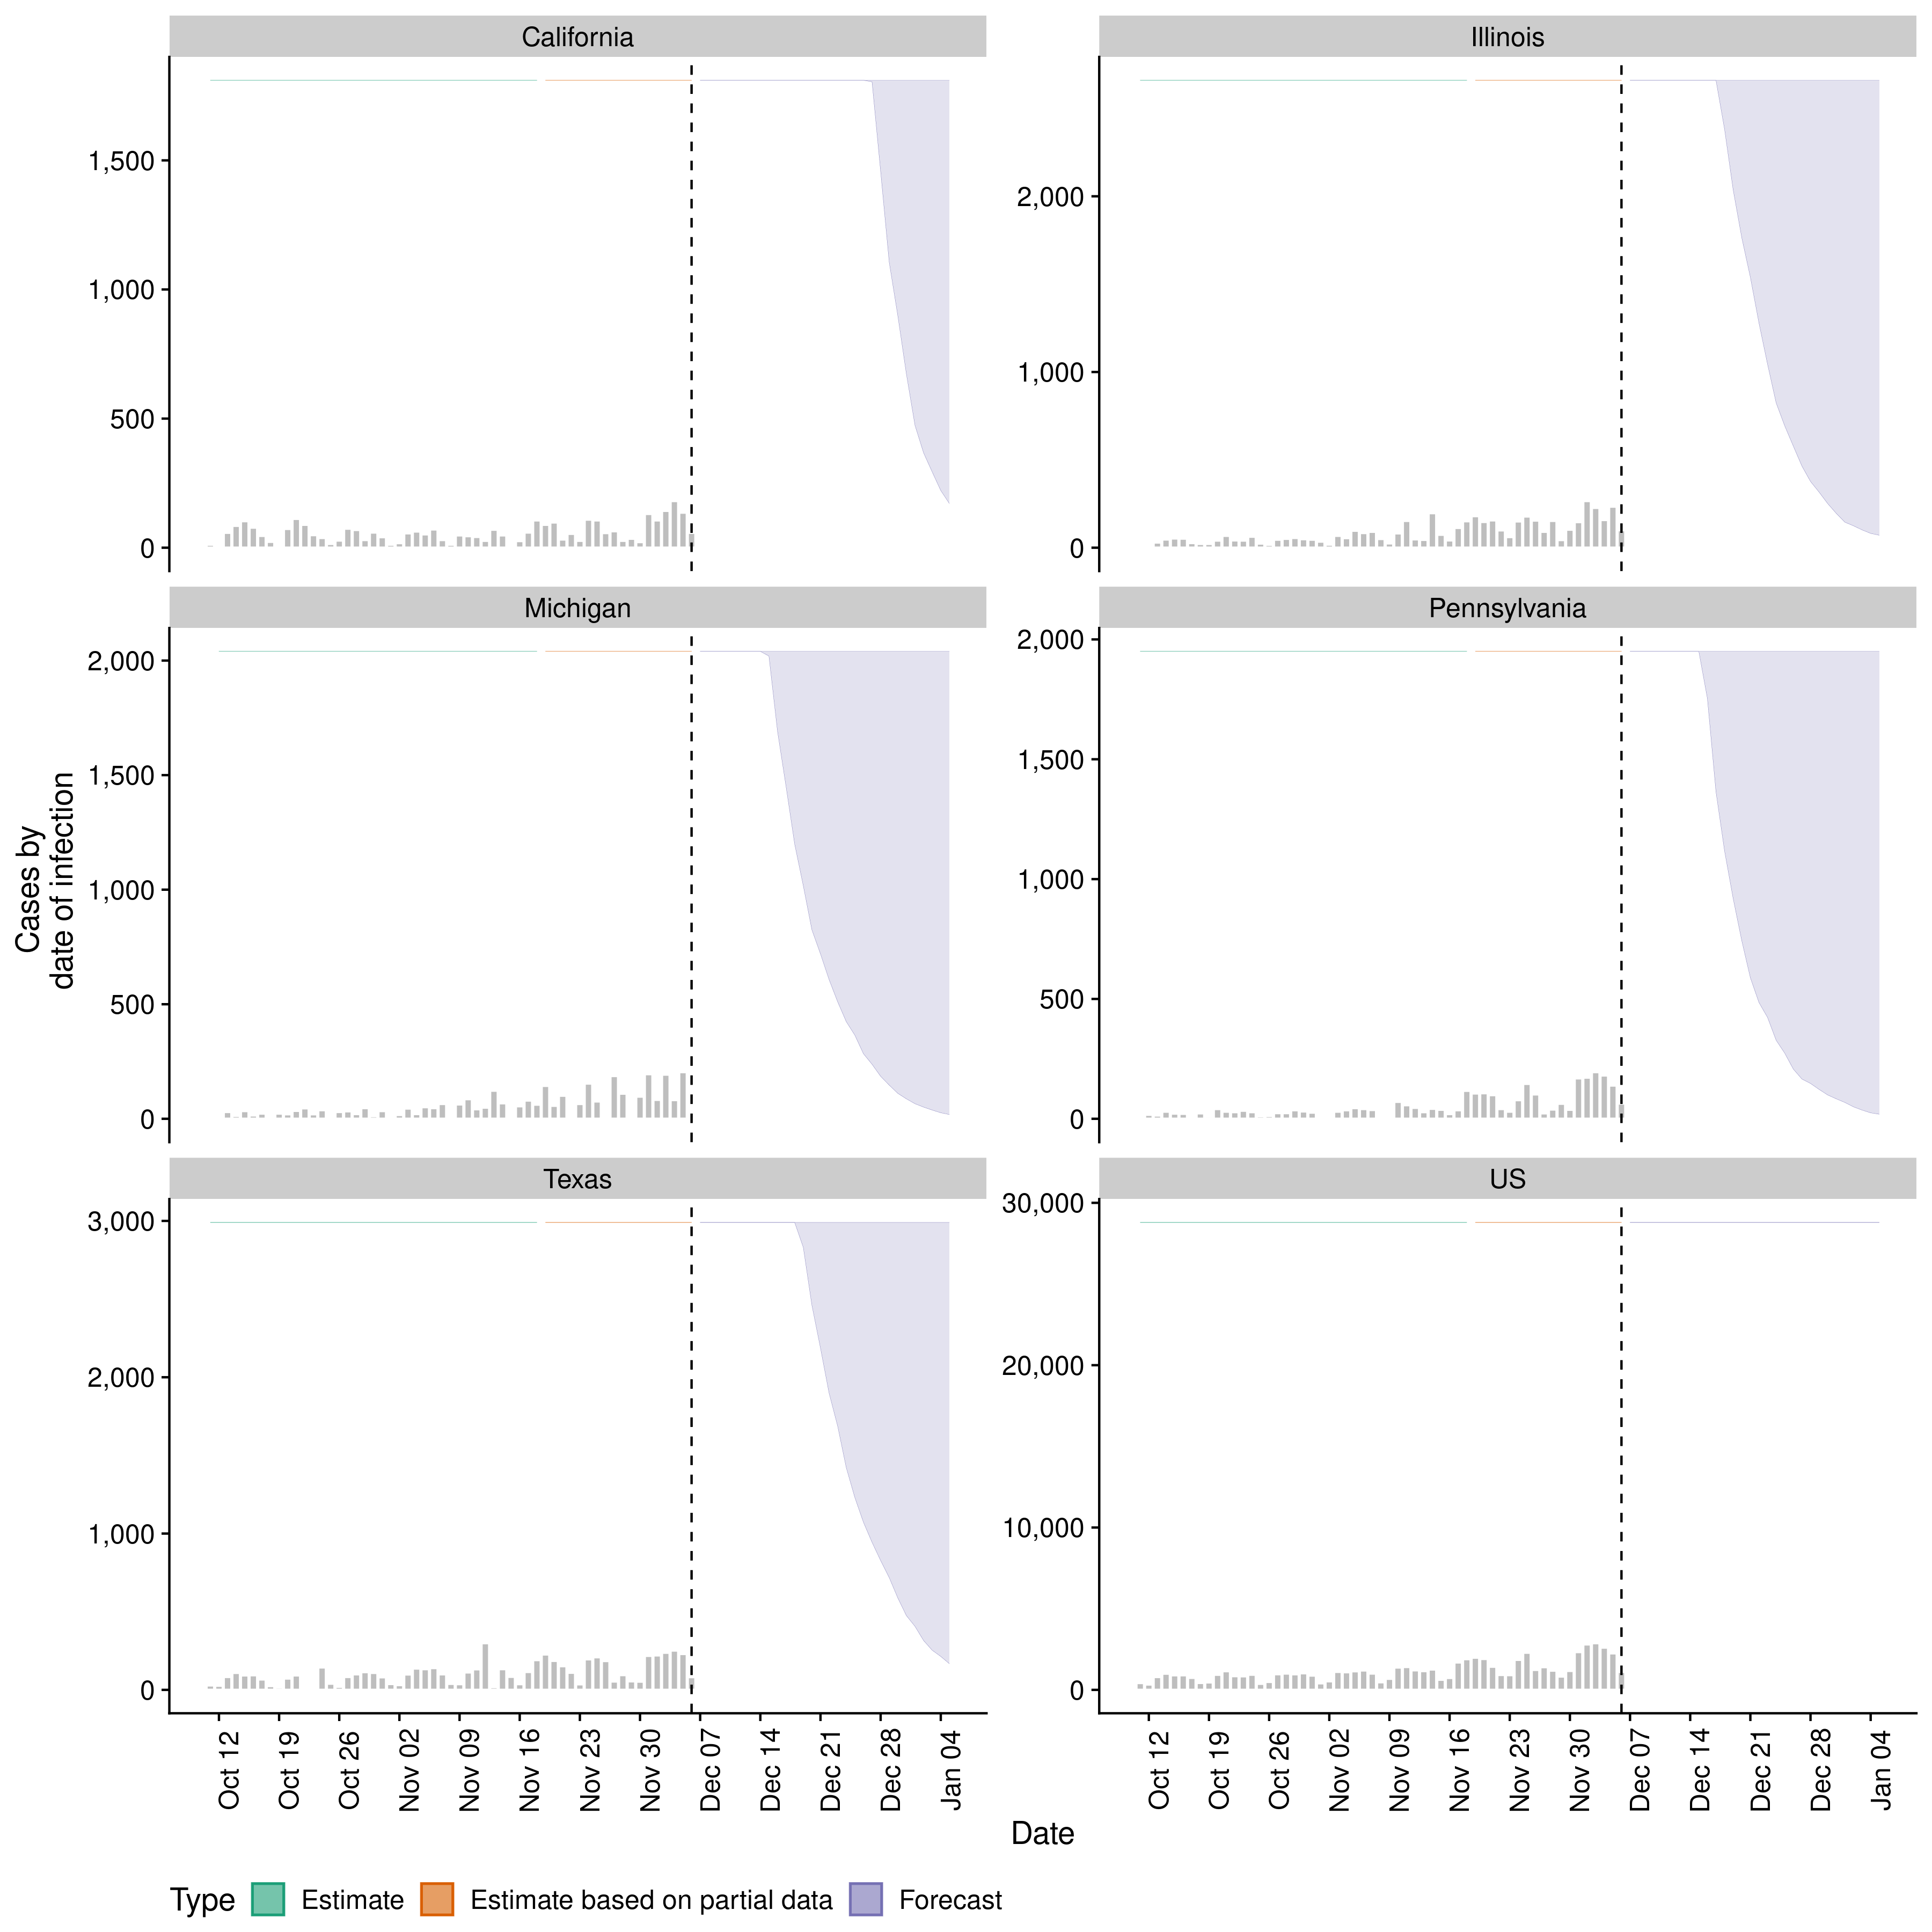 California
Illinois
1,500
1,000
500
0
2,000
1,000
0
Michigan
Pennsylvania
2,000
1,500
1,000
500
0
2,000
1,500
1,000
500
0
Cases by
date of infection
Texas
US
3,000
2,000
1,000
0
30,000
20,000
10,000
0
Oct 12
Oct 19
Oct 26
Nov 02
Nov 09
Nov 16
Nov 23
Nov 30
Dec 07
Dec 14
Dec 21
Dec 28
Jan 04
Oct 12
Oct 19
Oct 26
Nov 02
Nov 09
Nov 16
Nov 23
Nov 30
Dec 07
Dec 14
Dec 21
Dec 28
Jan 04
Date
Type Estimate Estimate based on partial data Forecast